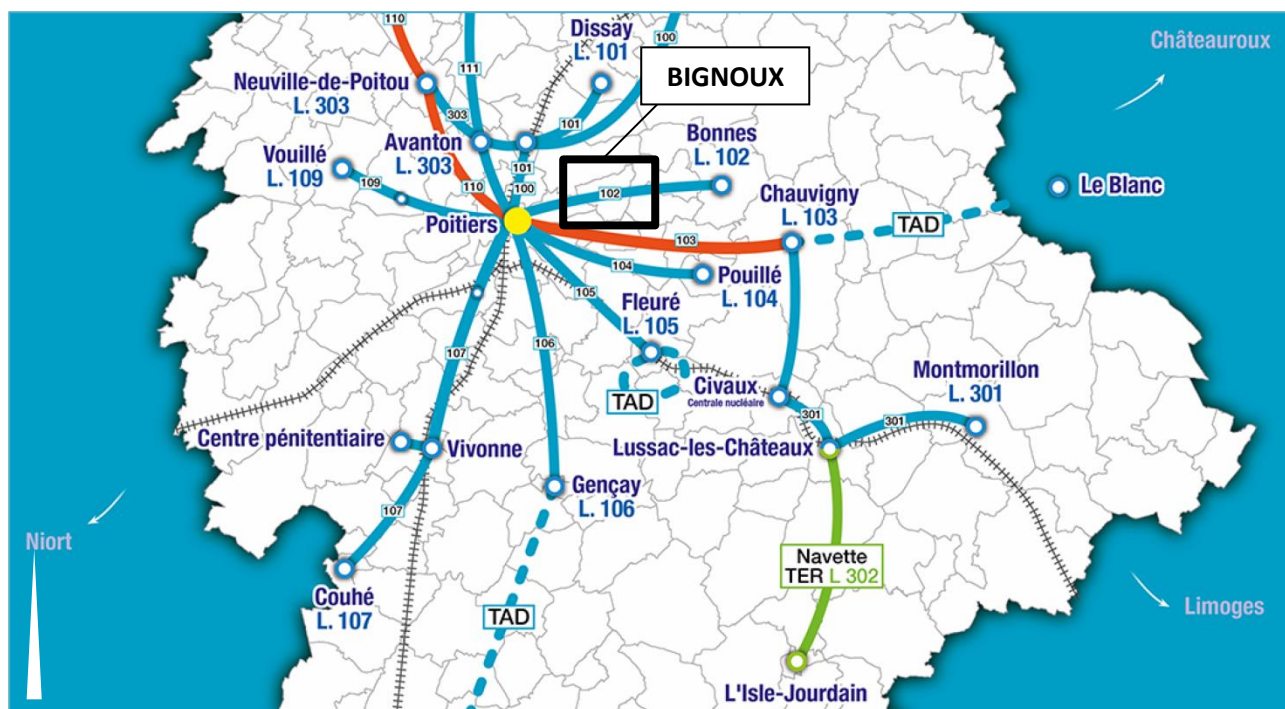 110
111
100
Dissay
L. 101
Châteauroux
BIGNOUX
Neuville-de-Poitou
L. 303
303
101
Avanton
L. 303
Bonnes
L. 102
Vouillé
L. 109
109
110
101
100
102
Chauvigny
L. 103
Le Blanc
Poitiers
103
TAD
104
Pouillé
L. 104
105
Fleuré
L. 105
106
107
TAD
Civaux
Centrale nucléaire
Montmorillon
L. 301
301
301
Centre pénitentiaire
Vivonne
Lussac-les-Châteaux
Gençay
L. 106
107
Niort
Navette
TER L 302
Couhé
L. 107
TAD
Limoges
L'Isle-Jourdain